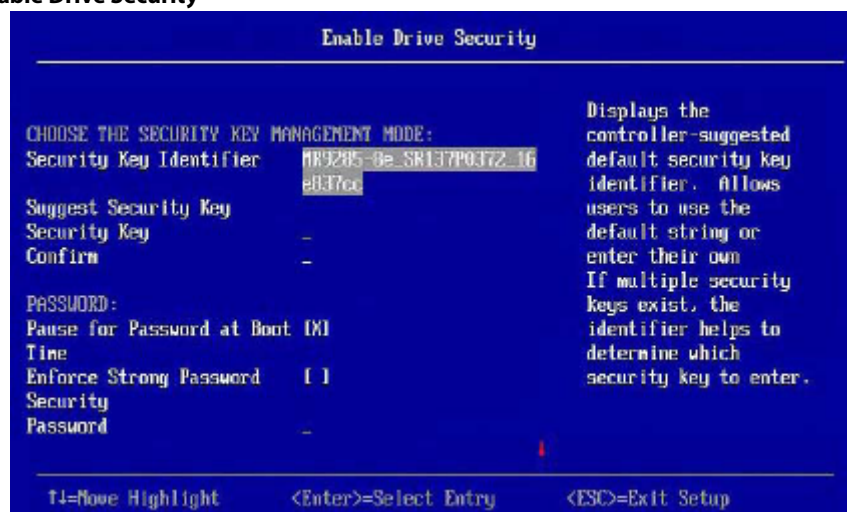 able Drive Security
Enable Drive Security
CHOOSE THE SECURITY KEY MANAGEMENT MODE:
Security Key Identifier MR9285-8e_SR137P0372_16
e837cc
Suggest Security Key
Security Key _
Confirm _
PASSWORD:
Pause for Password at Boot [X]
Time
Enforce Strong Password [ ]
Security
Password _
Displays the
controller-suggested
default security key
identifier. Allows
users to use the
default string or
enter their own
If multiple security
keys exist, the
identifier helps to
determine which
security key to enter.
↑↓=Move Highlight <Enter>=Select Entry <ESC>=Exit Setup